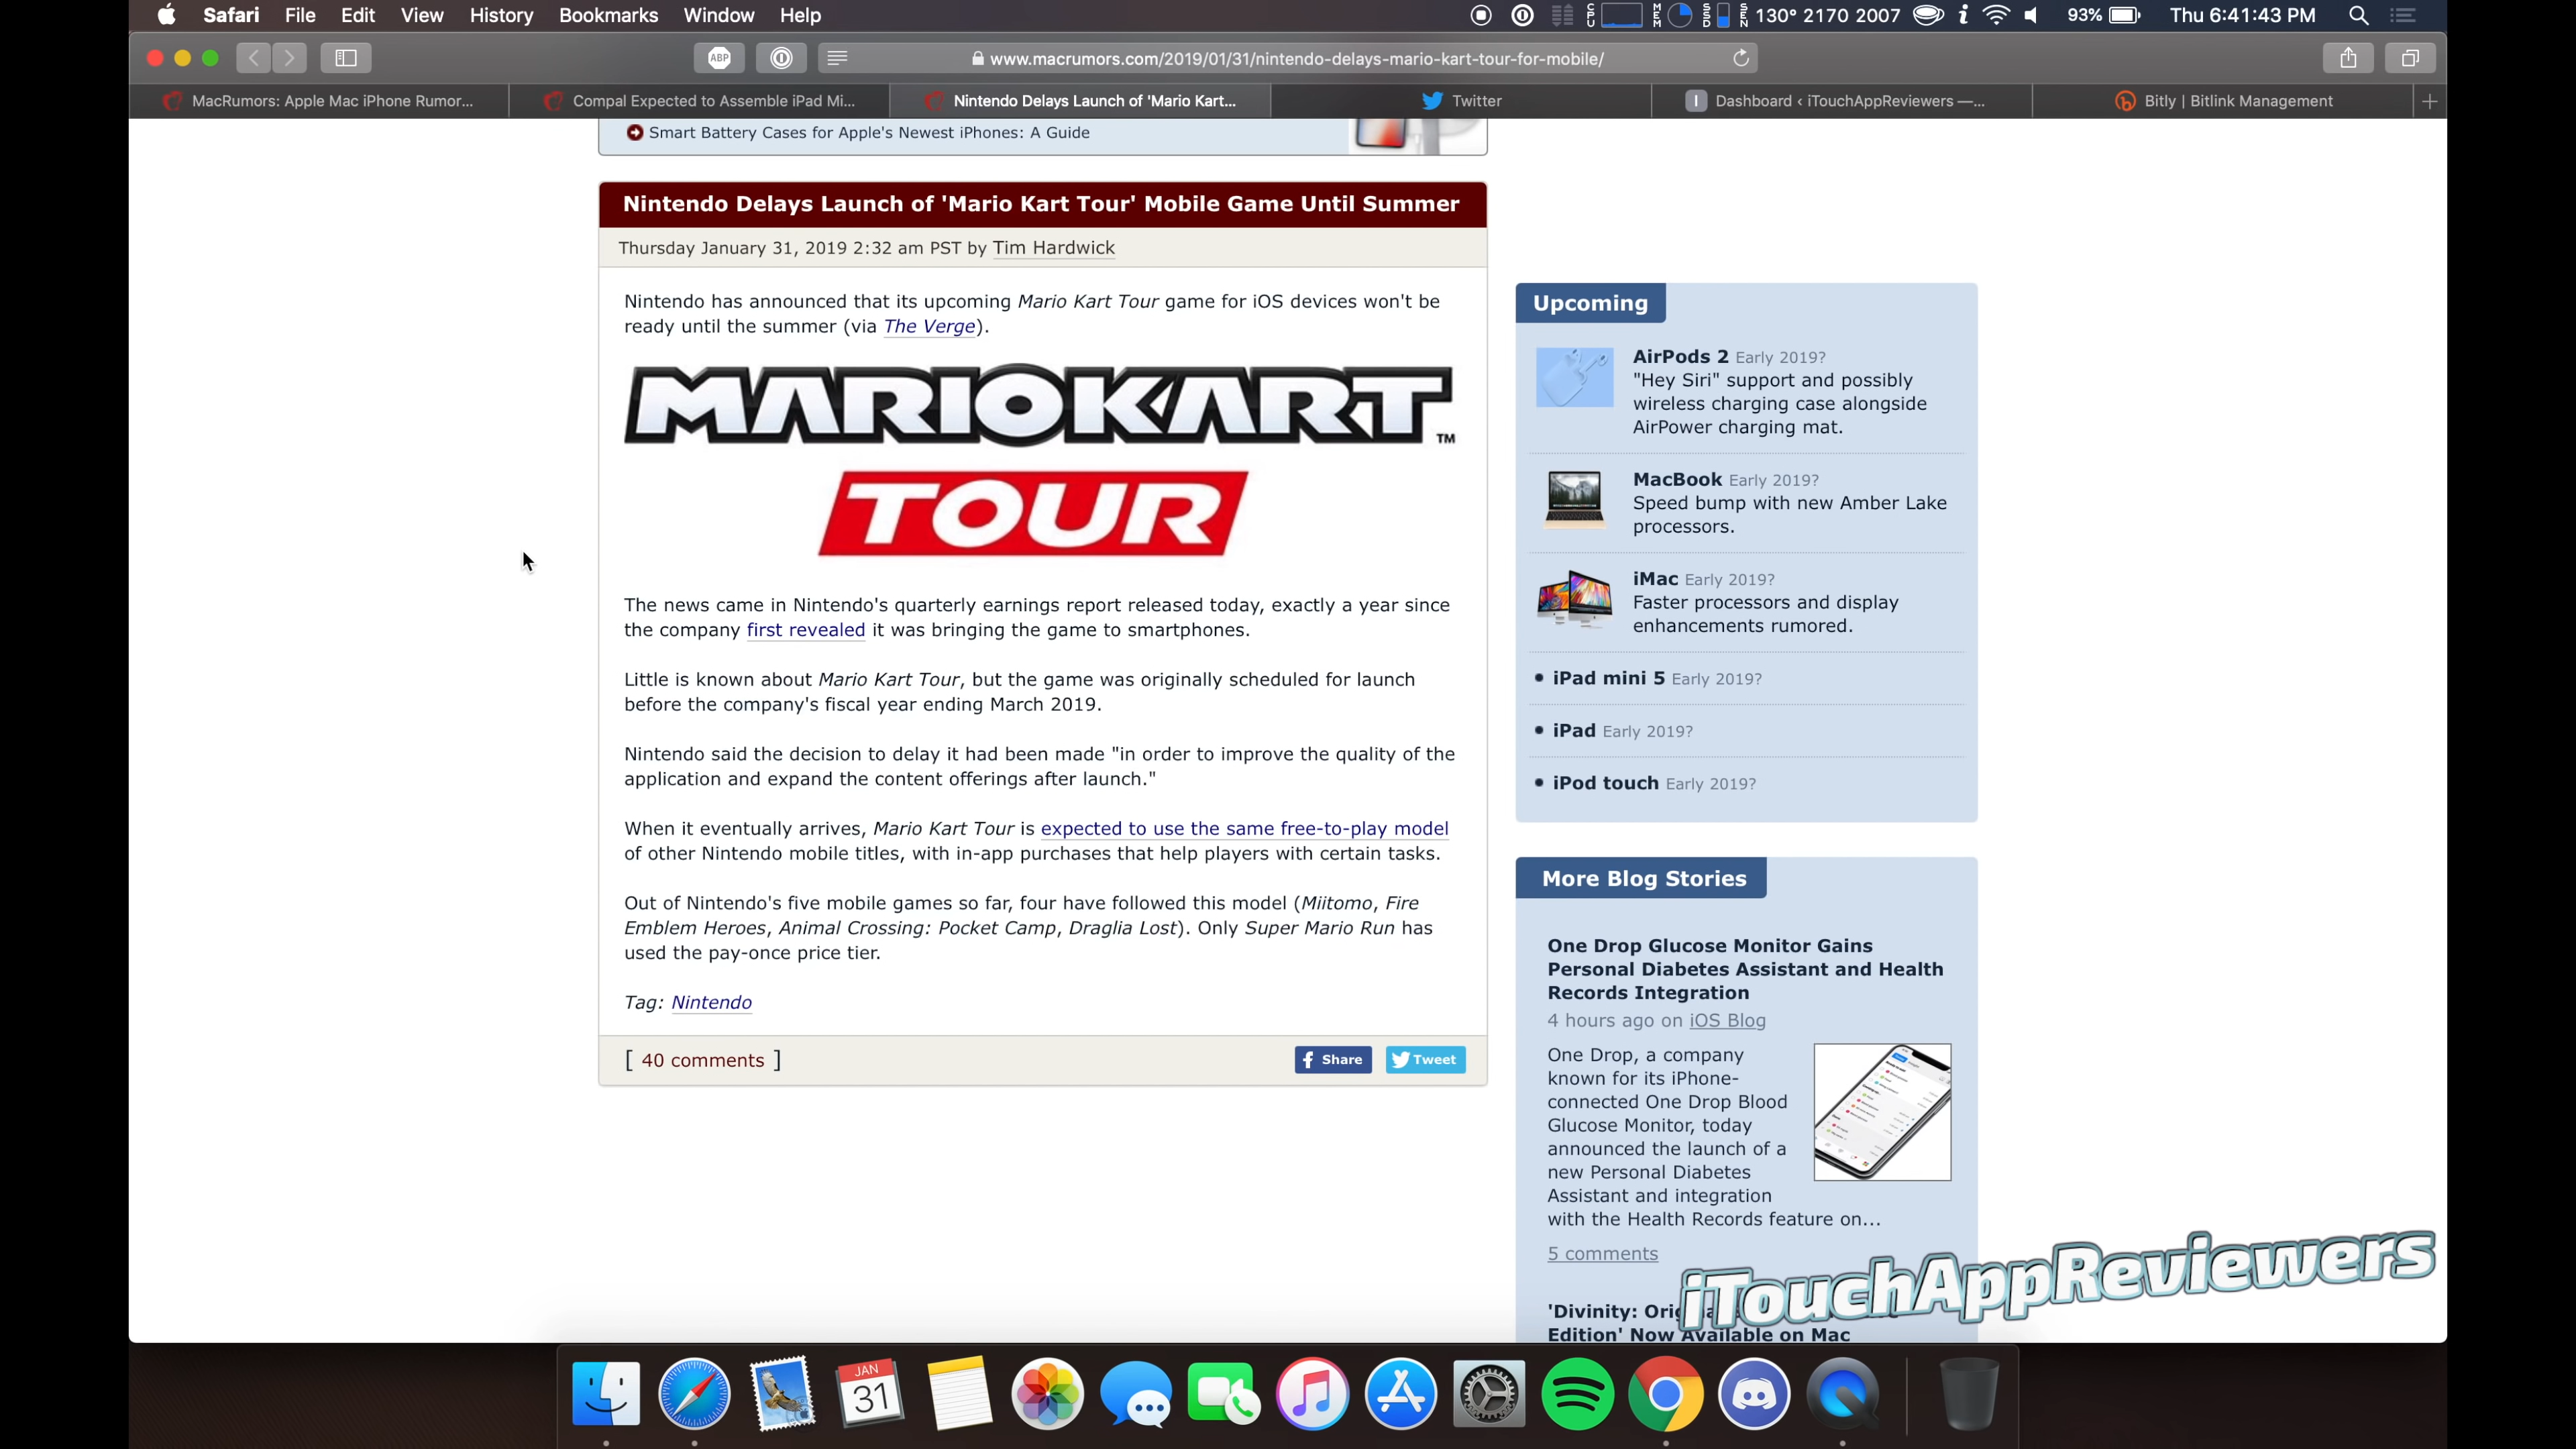 Safari File Edit View History Bookmarks Window Help
CPU MEM SSD SEN 130° 2170 2007 93% Thu 6:41:43 PM
ABP www.macrumors.com/2019/01/31/nintendo-delays-mario-kart-tour-for-mobile/
MacRumors: Apple Mac iPhone Rumor...
Compal Expected to Assemble iPad Mi...
Nintendo Delays Launch of 'Mario Kart...
Twitter
I Dashboard ‹ iTouchAppReviewers —...
Bitly | Bitlink Management
Smart Battery Cases for Apple's Newest iPhones: A Guide
Nintendo Delays Launch of 'Mario Kart Tour' Mobile Game Until Summer
Thursday January 31, 2019 2:32 am PST by Tim Hardwick
Nintendo has announced that its upcoming Mario Kart Tour game for iOS devices won't be
ready until the summer (via The Verge).
MARIOKART™
TOUR
The news came in Nintendo's quarterly earnings report released today, exactly a year since
the company first revealed it was bringing the game to smartphones.
Little is known about Mario Kart Tour, but the game was originally scheduled for launch
before the company's fiscal year ending March 2019.
Nintendo said the decision to delay it had been made "in order to improve the quality of the
application and expand the content offerings after launch."
When it eventually arrives, Mario Kart Tour is expected to use the same free-to-play model
of other Nintendo mobile titles, with in-app purchases that help players with certain tasks.
Out of Nintendo's five mobile games so far, four have followed this model (Miitomo, Fire
Emblem Heroes, Animal Crossing: Pocket Camp, Draglia Lost). Only Super Mario Run has
used the pay-once price tier.
Tag: Nintendo
[ 40 comments ]
Share
Tweet
Upcoming
AirPods 2 Early 2019?
"Hey Siri" support and possibly
wireless charging case alongside
AirPower charging mat.
MacBook Early 2019?
Speed bump with new Amber Lake
processors.
iMac Early 2019?
Faster processors and display
enhancements rumored.
• iPad mini 5 Early 2019?
• iPad Early 2019?
• iPod touch Early 2019?
More Blog Stories
One Drop Glucose Monitor Gains
Personal Diabetes Assistant and Health
Records Integration
4 hours ago on iOS Blog
One Drop, a company
known for its iPhone-
connected One Drop Blood
Glucose Monitor, today
announced the launch of a
new Personal Diabetes
Assistant and integration
with the Health Records feature on...
5 comments
'Divinity:
Edition' Now Available on Mac
iTouchAppReviewers
JAN
31